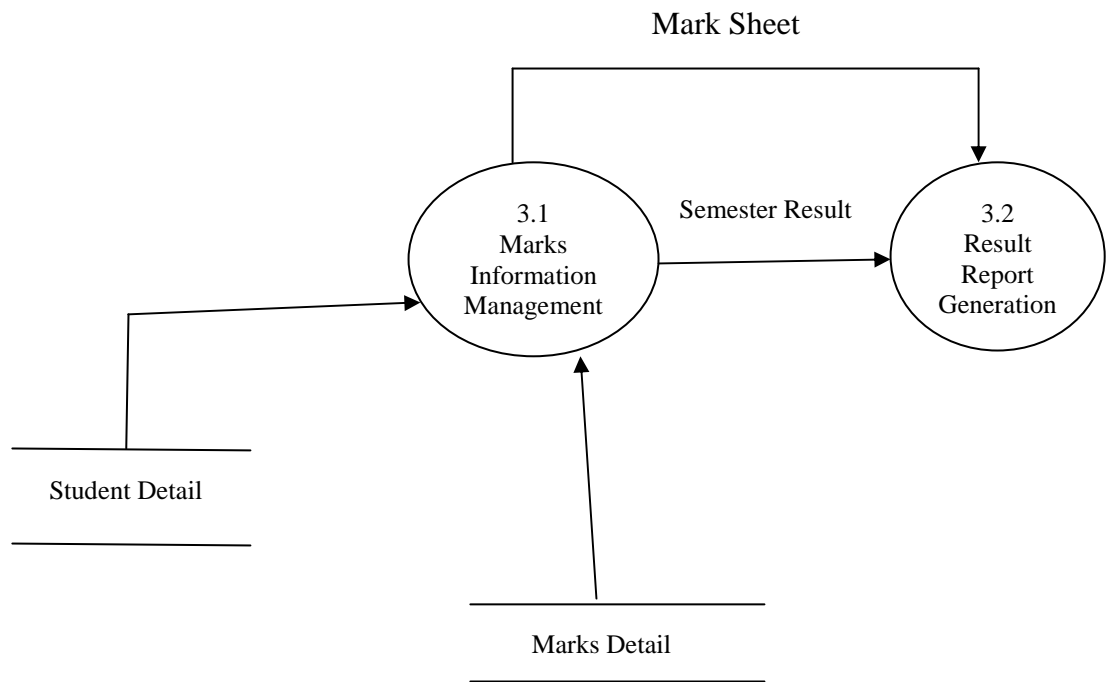 Mark Sheet
3.1
Marks
Information
Management
Semester Result
3.2
Result
Report
Generation
Student Detail
Marks Detail